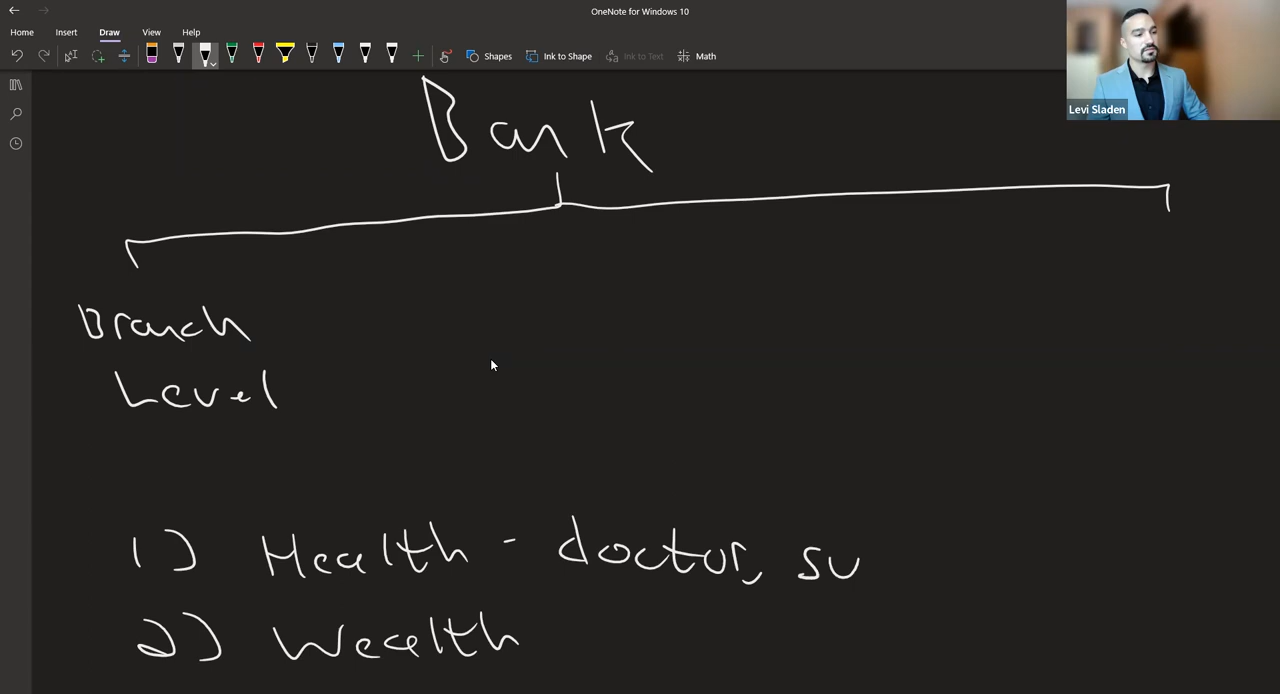 OneNote for Windows 10
Home Insert Draw View Help
Shapes Ink to Shape Ink to Text Math
Levi Sladen
Bank
Branch
Level
1) Health - doctor, su
2) Wealth